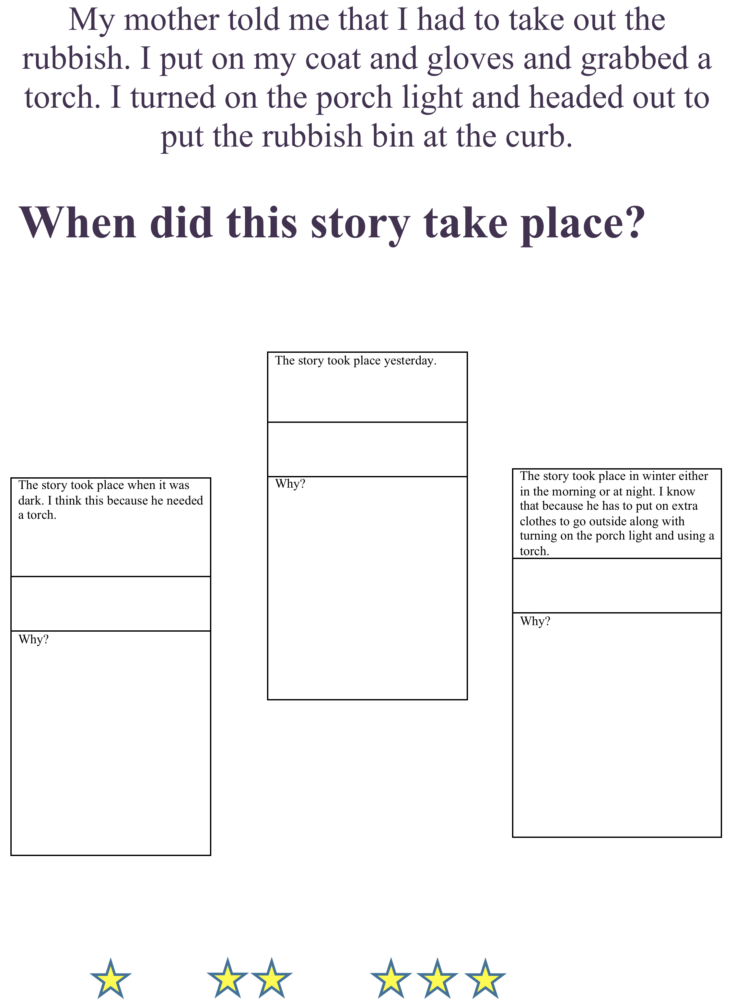 My mother told me that I had to take out the
rubbish. I put on my coat and gloves and grabbed a
torch. I turned on the porch light and headed out to
put the rubbish bin at the curb.
When did this story take place?
The story took place yesterday.
Why?
The story took place when it was
dark. I think this because he needed
a torch.
Why?
The story took place in winter either
in the morning or at night. I know
that because he has to put on extra
clothes to go outside along with
turning on the porch light and using a
torch.
Why?